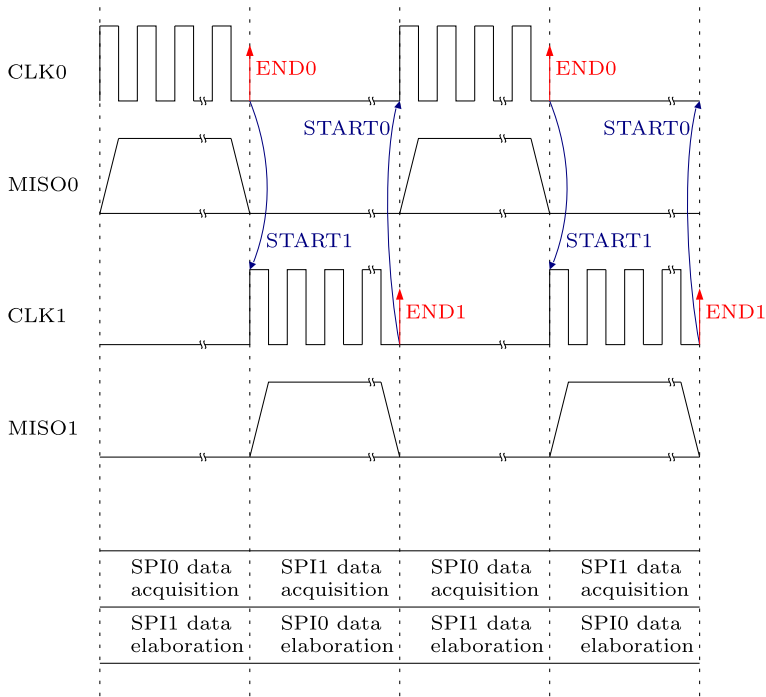 CLK0
END0
END0
START0
START0
MISO0
START1
START1
CLK1
END1
END1
MISO1
SPI0 data
acquisition
SPI1 data
acquisition
SPI0 data
acquisition
SPI1 data
acquisition
SPI1 data
elaboration
SPI0 data
elaboration
SPI1 data
elaboration
SPI0 data
elaboration